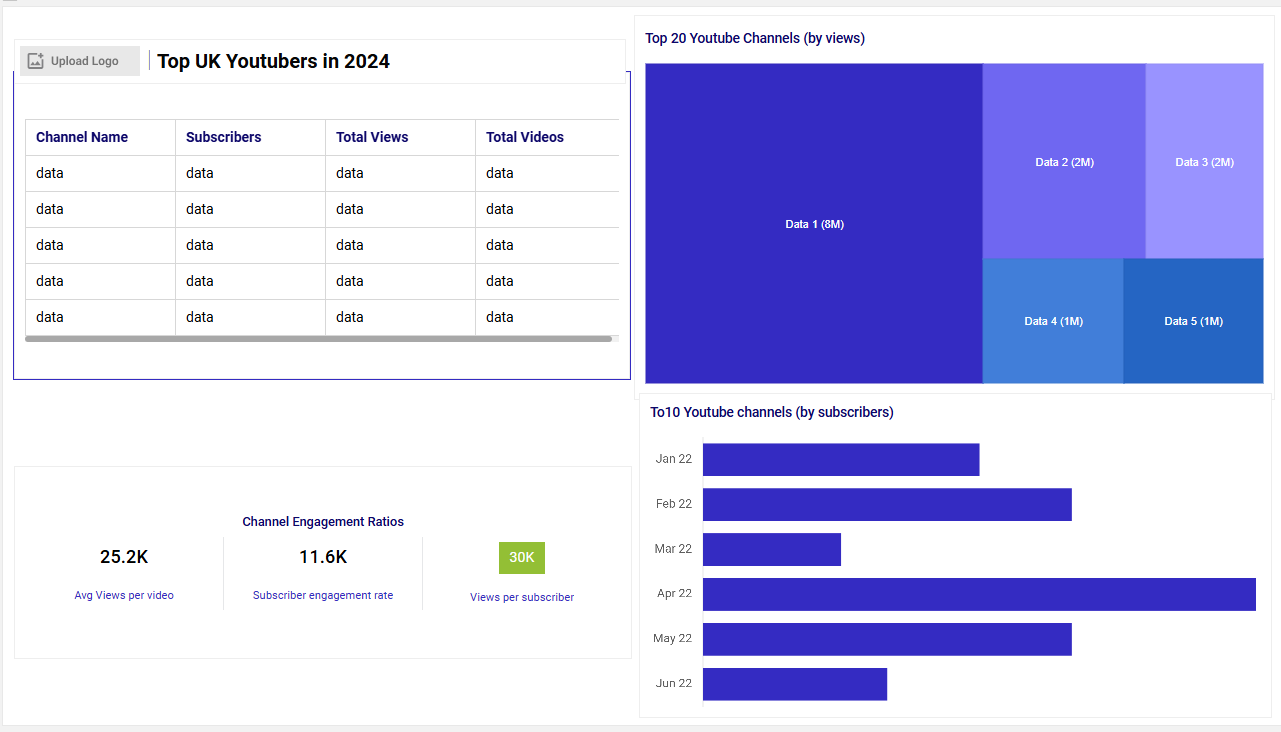 Upload Logo
Top UK Youtubers in 2024
Channel Name Subscribers Total Views Total Videos
data data data data
data data data data
data data data data
data data data data
data data data data
Channel Engagement Ratios
25.2K 11.6K 30K
Avg Views per video Subscriber engagement rate Views per subscriber
Top 20 Youtube Channels (by views)
Data 1 (8M)
Data 2 (2M)
Data 3 (2M)
Data 4 (1M)
Data 5 (1M)
To10 Youtube channels (by subscribers)
Jan 22
Feb 22
Mar 22
Apr 22
May 22
Jun 22